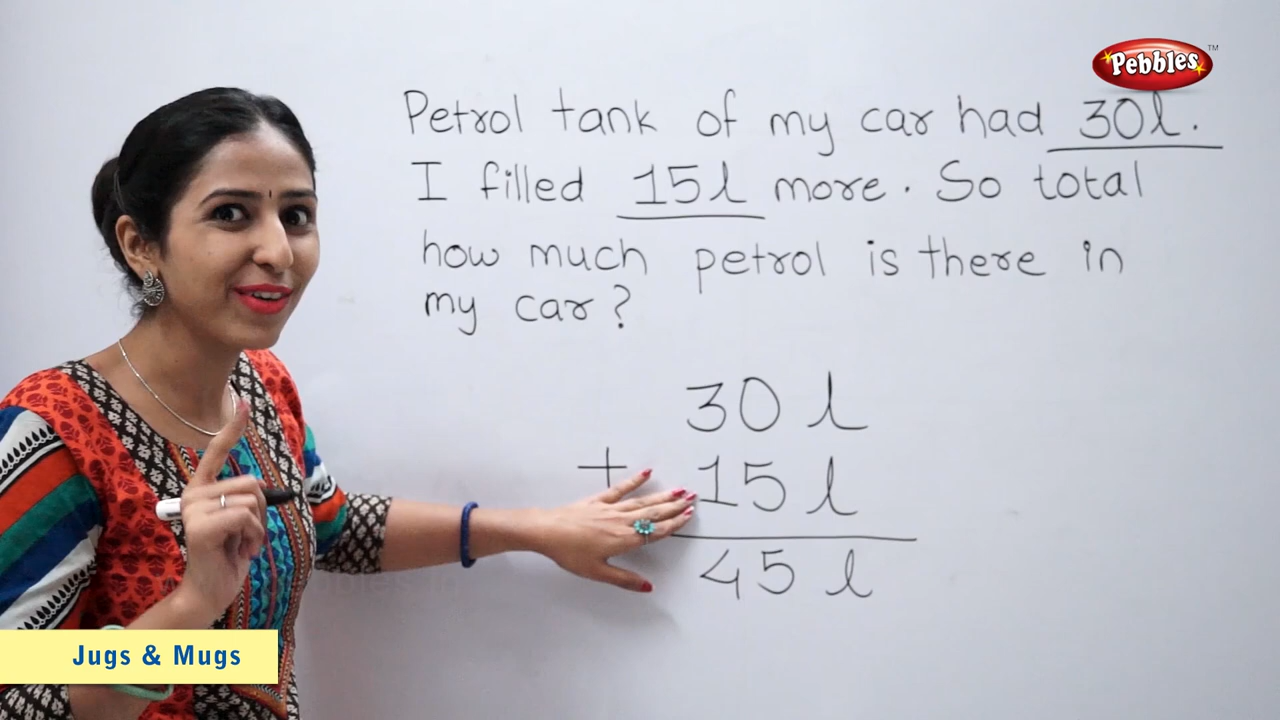 Pebbles™
Petrol tank of my car had 30l.
I filled 15l more. So total
how much petrol is there in
my car?
30 l
+ 15 l
45 l
Jugs & Mugs